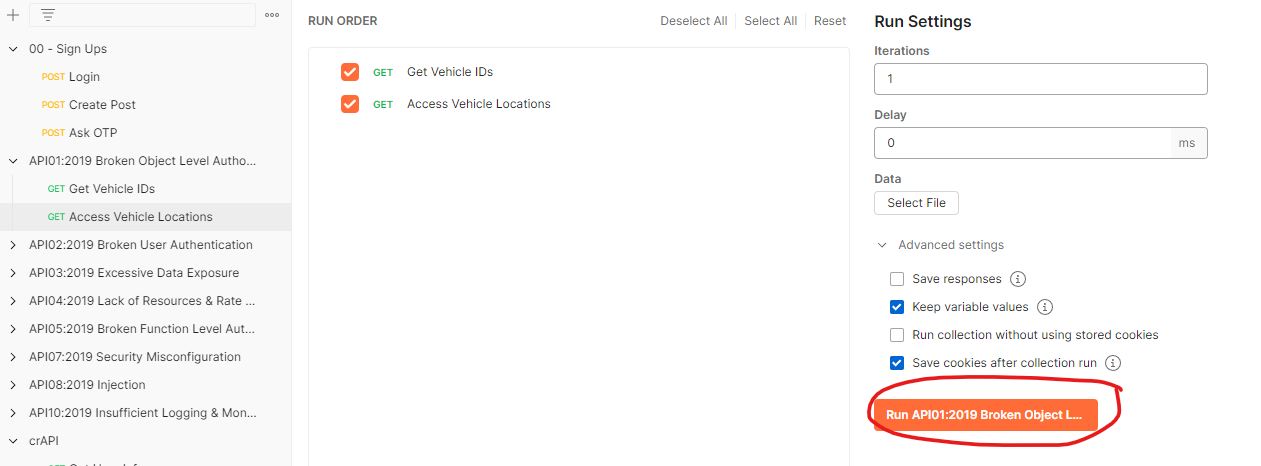 00 - Sign Ups
POST Login
POST Create Post
POST Ask OTP
API01:2019 Broken Object Level Autho...
GET Get Vehicle IDs
GET Access Vehicle Locations
API02:2019 Broken User Authentication
API03:2019 Excessive Data Exposure
API04:2019 Lack of Resources & Rate ...
API05:2019 Broken Function Level Aut...
API07:2019 Security Misconfiguration
API08:2019 Injection
API10:2019 Insufficient Logging & Mon...
crAPI
RUN ORDER
Deselect All
Select All
Reset
GET Get Vehicle IDs
GET Access Vehicle Locations
Run Settings
Iterations
1
Delay
0 ms
Data
Select File
Advanced settings
Save responses
Keep variable values
Run collection without using stored cookies
Save cookies after collection run
Run API01:2019 Broken Object L...